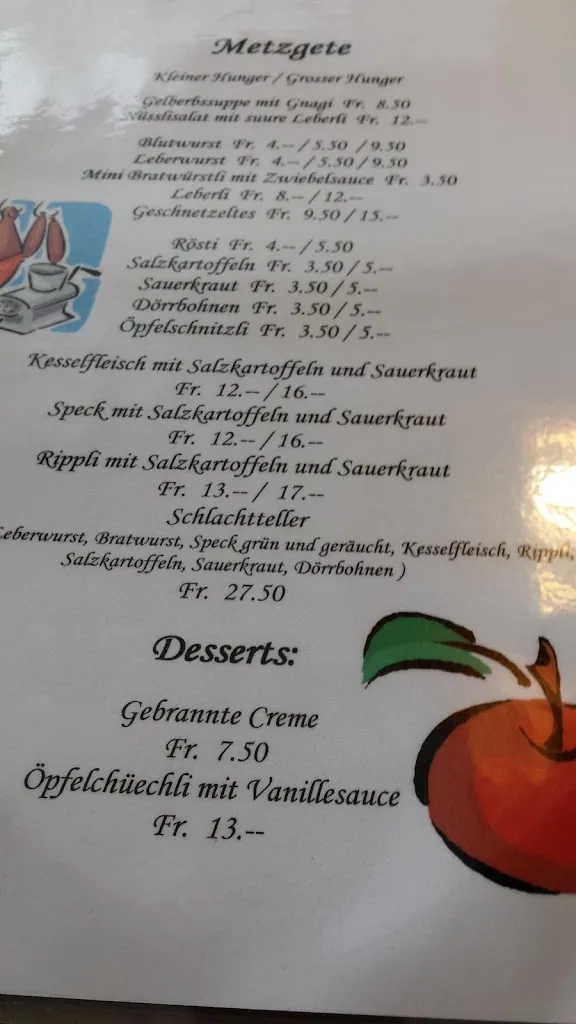 Metzgete
Kleiner Hunger / Grosser Hunger
Gelberbssuppe mit Gnagi Fr. 8.50
Nüsslisalat mit suure Leberli Fr. 12.--
Blutwurst Fr. 4.-- / 5.50 / 9.50
Leberwurst Fr. 4.-- / 5.50 / 9.50
Mini Bratwürstli mit Zwiebelsauce Fr. 3.50
Leberli Fr. 8.-- / 12.--
Geschnetzeltes Fr. 9.50 / 15.--
Rösti Fr. 4.-- / 5.50
Salzkartoffeln Fr. 3.50 / 5.--
Sauerkraut Fr. 3.50 / 5.--
Dörrbohnen Fr. 3.50 / 5.--
Öpfelschnitzli Fr. 3.50 / 5.--
Kesselfleisch mit Salzkartoffeln und Sauerkraut
Fr. 12.-- / 16.--
Speck mit Salzkartoffeln und Sauerkraut
Fr. 12.-- / 16.--
Rippli mit Salzkartoffeln und Sauerkraut
Fr. 13.-- / 17.--
Schlachtteller
Leberwurst, Bratwurst, Speck grün und geräucht, Kesselfleisch, Rippli,
Salzkartoffeln, Sauerkraut, Dörrbohnen )
Fr. 27.50
Desserts:
Gebrannte Creme
Fr. 7.50
Öpfelchüechli mit Vanillesauce
Fr. 13.--